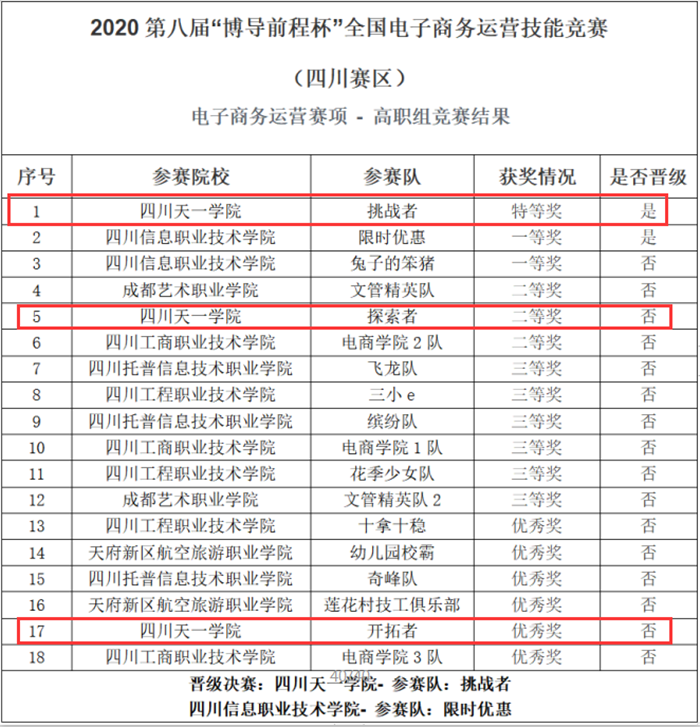 2020 第八届“博导前程杯”全国电子商务运营技能竞赛
（四川赛区）
电子商务运营赛项 - 高职组竞赛结果
序号 参赛院校 参赛队 获奖情况 是否晋级
1 四川天一学院 挑战者 特等奖 是
2 四川信息职业技术学院 限时优惠 一等奖 是
3 四川信息职业技术学院 兔子的笨猪 一等奖 否
4 成都艺术职业学院 文管精英队 二等奖 否
5 四川天一学院 探索者 二等奖 否
6 四川工商职业技术学院 电商学院 2 队 二等奖 否
7 四川托普信息技术职业学院 飞龙队 三等奖 否
8 四川工程职业技术学院 三小 e 三等奖 否
9 四川托普信息技术职业学院 缤纷队 三等奖 否
10 四川工商职业技术学院 电商学院 1 队 三等奖 否
11 四川工程职业技术学院 花季少女队 三等奖 否
12 成都艺术职业学院 文管精英队 2 三等奖 否
13 四川工程职业技术学院 十拿十稳 优秀奖 否
14 天府新区航空旅游职业学院 幼儿园校霸 优秀奖 否
15 四川托普信息技术职业学院 奇峰队 优秀奖 否
16 天府新区航空旅游职业学院 莲花村技工俱乐部 优秀奖 否
17 四川天一学院 开拓者 优秀奖 否
18 四川工商职业技术学院 电商学院 3 队 优秀奖 否
晋级决赛：四川天一学院- 参赛队：挑战者
四川信息职业技术学院- 参赛队：限时优惠